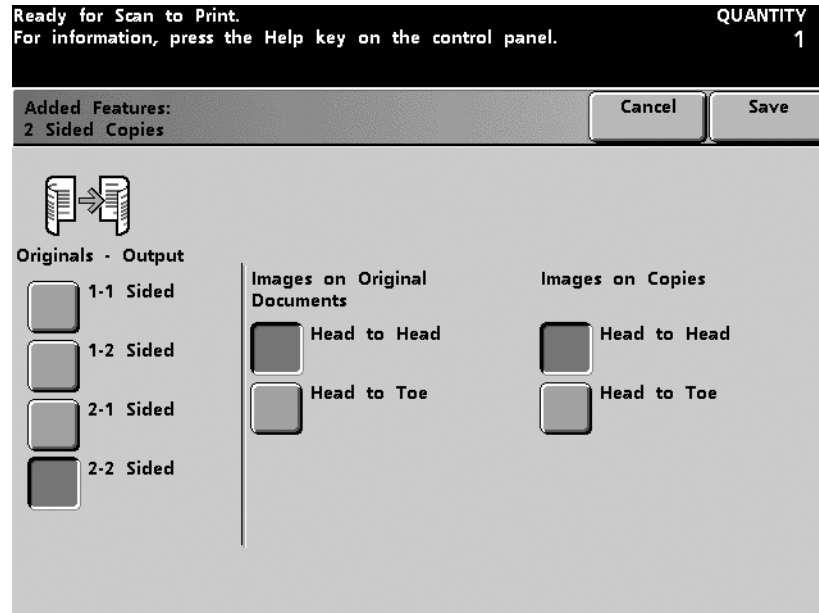 Ready for Scan to Print.
For information, press the Help key on the control panel.
QUANTITY
1
Added Features:
2 Sided Copies
Cancel
Save
Originals - Output
1-1 Sided
1-2 Sided
2-1 Sided
2-2 Sided
Images on Original
Documents
Head to Head
Head to Toe
Images on Copies
Head to Head
Head to Toe